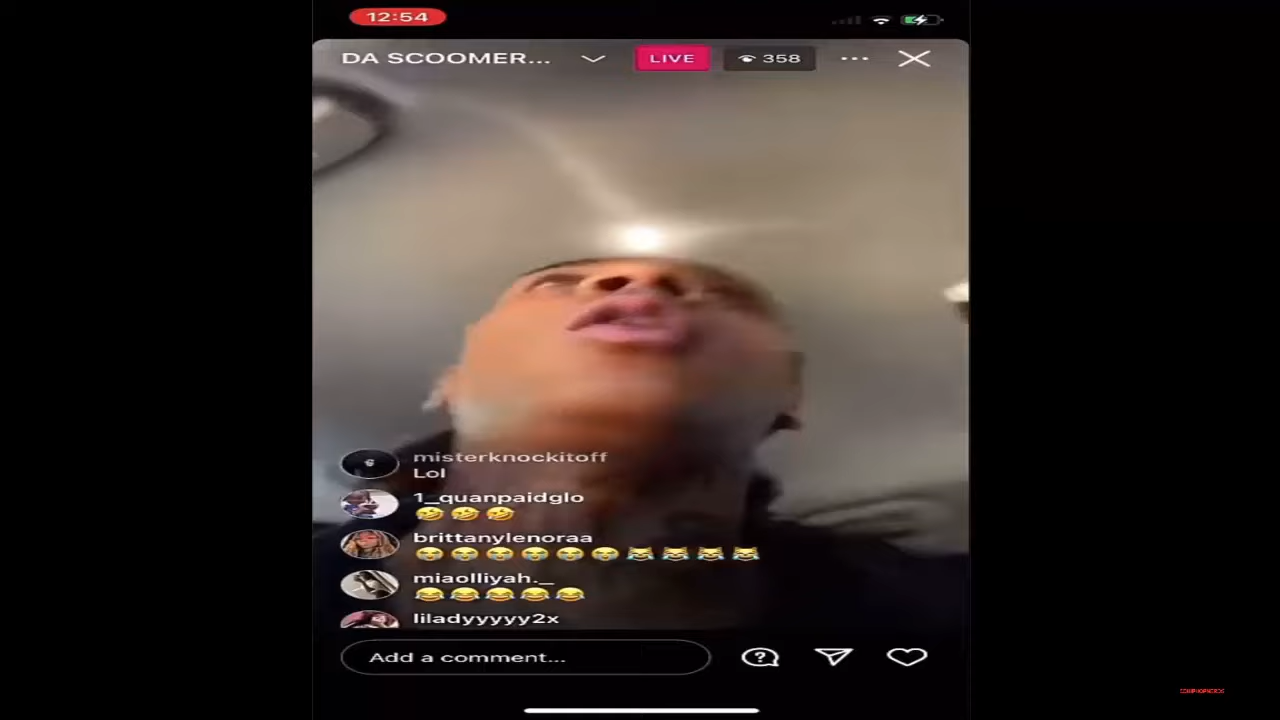 12:54
DA SCOOMER...
LIVE
358
misterknockitoff
Lol
1_quanpaidglo
🤣🤣🤣
brittanylenoraa
😭😭😭😭😭😭😹😹😹😹
miaolliyah._
😂😂😂😂😂
liladyyyyy2x
Add a comment...